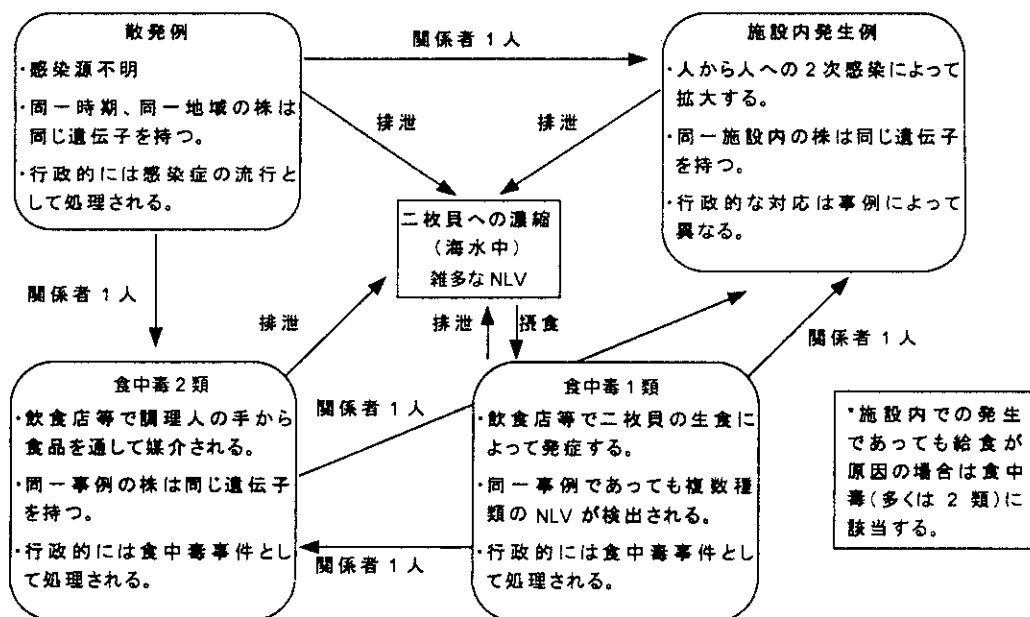 散発例
・感染源不明
・同一時期、同一地域の株は
同じ遺伝子を持つ。
・行政的には感染症の流行と
して処理される。
関係者1人
施設内発生例
・人から人への2次感染によって
拡大する。
・同一施設内の株は同じ遺伝子
を持つ。
・行政的な対応は事例によって
異なる。
排泄
排泄
二枚貝への濃縮
(海水中)
雑多なNLV
関係者1人
排泄
排泄
摂食
関係者1人
食中毒2類
・飲食店等で調理人の手から
食品を通して媒介される。
・同一事例の株は同じ遺伝子
を持つ。
・行政的には食中毒事件とし
て処理される。
関係者1人
関係者1人
食中毒1類
・飲食店等で二枚貝の生食に
よって発症する。
・同一事例であっても複数種
類のNLVが検出される。
・行政的には食中毒事件として
処理される。
*施設内での発生
であっても給食が
原因の場合は食中
毒(多くは2類)に
該当する。